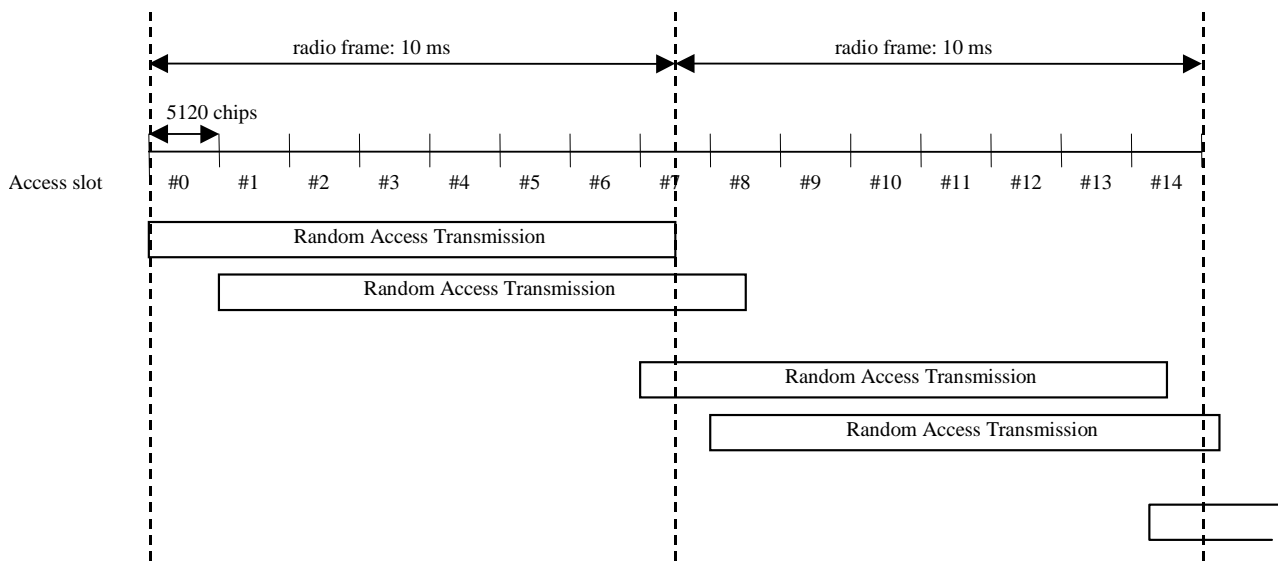 radio frame: 10 ms radio frame: 10 ms
5120 chips
Access slot #0 #1 #2 #3 #4 #5 #6 #7 #8 #9 #10 #11 #12 #13 #14
Random Access Transmission
Random Access Transmission
Random Access Transmission
Random Access Transmission